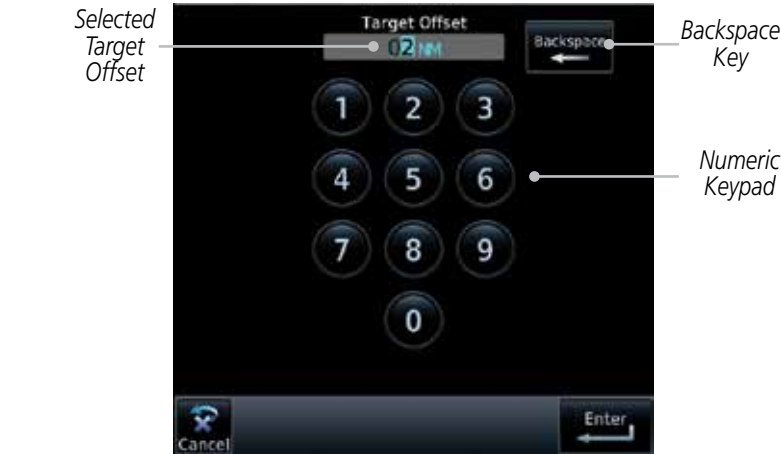 Selected
Target
Offset
Target Offset
02 NM
Backspace
Backspace
Key
1 2 3
4 5 6
Numeric
Keypad
7 8 9
0
Cancel
Enter